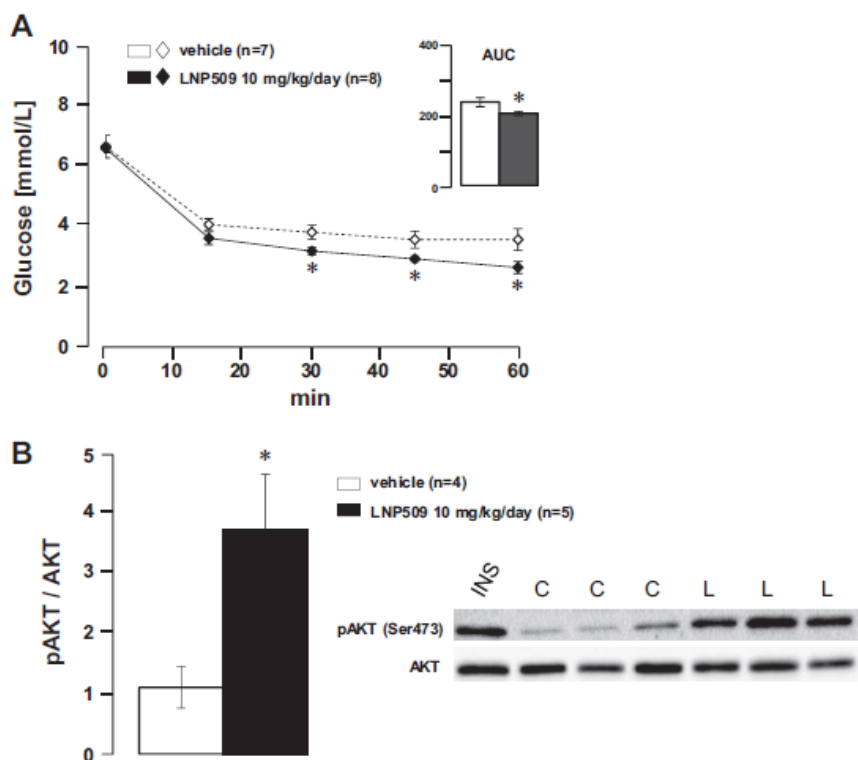 A
10
8
6
4
2
0
Glucose [mmol/L]
vehicle (n=7)
LNP509 10 mg/kg/day (n=8)
* * *
0 10 20 30 40 50 60
min
AUC
400
200
0
*
B
5
4
3
2
1
0
pAKT / AKT
*
vehicle (n=4)
LNP509 10 mg/kg/day (n=5)
INS C C C L L L
pAKT (Ser473)
AKT